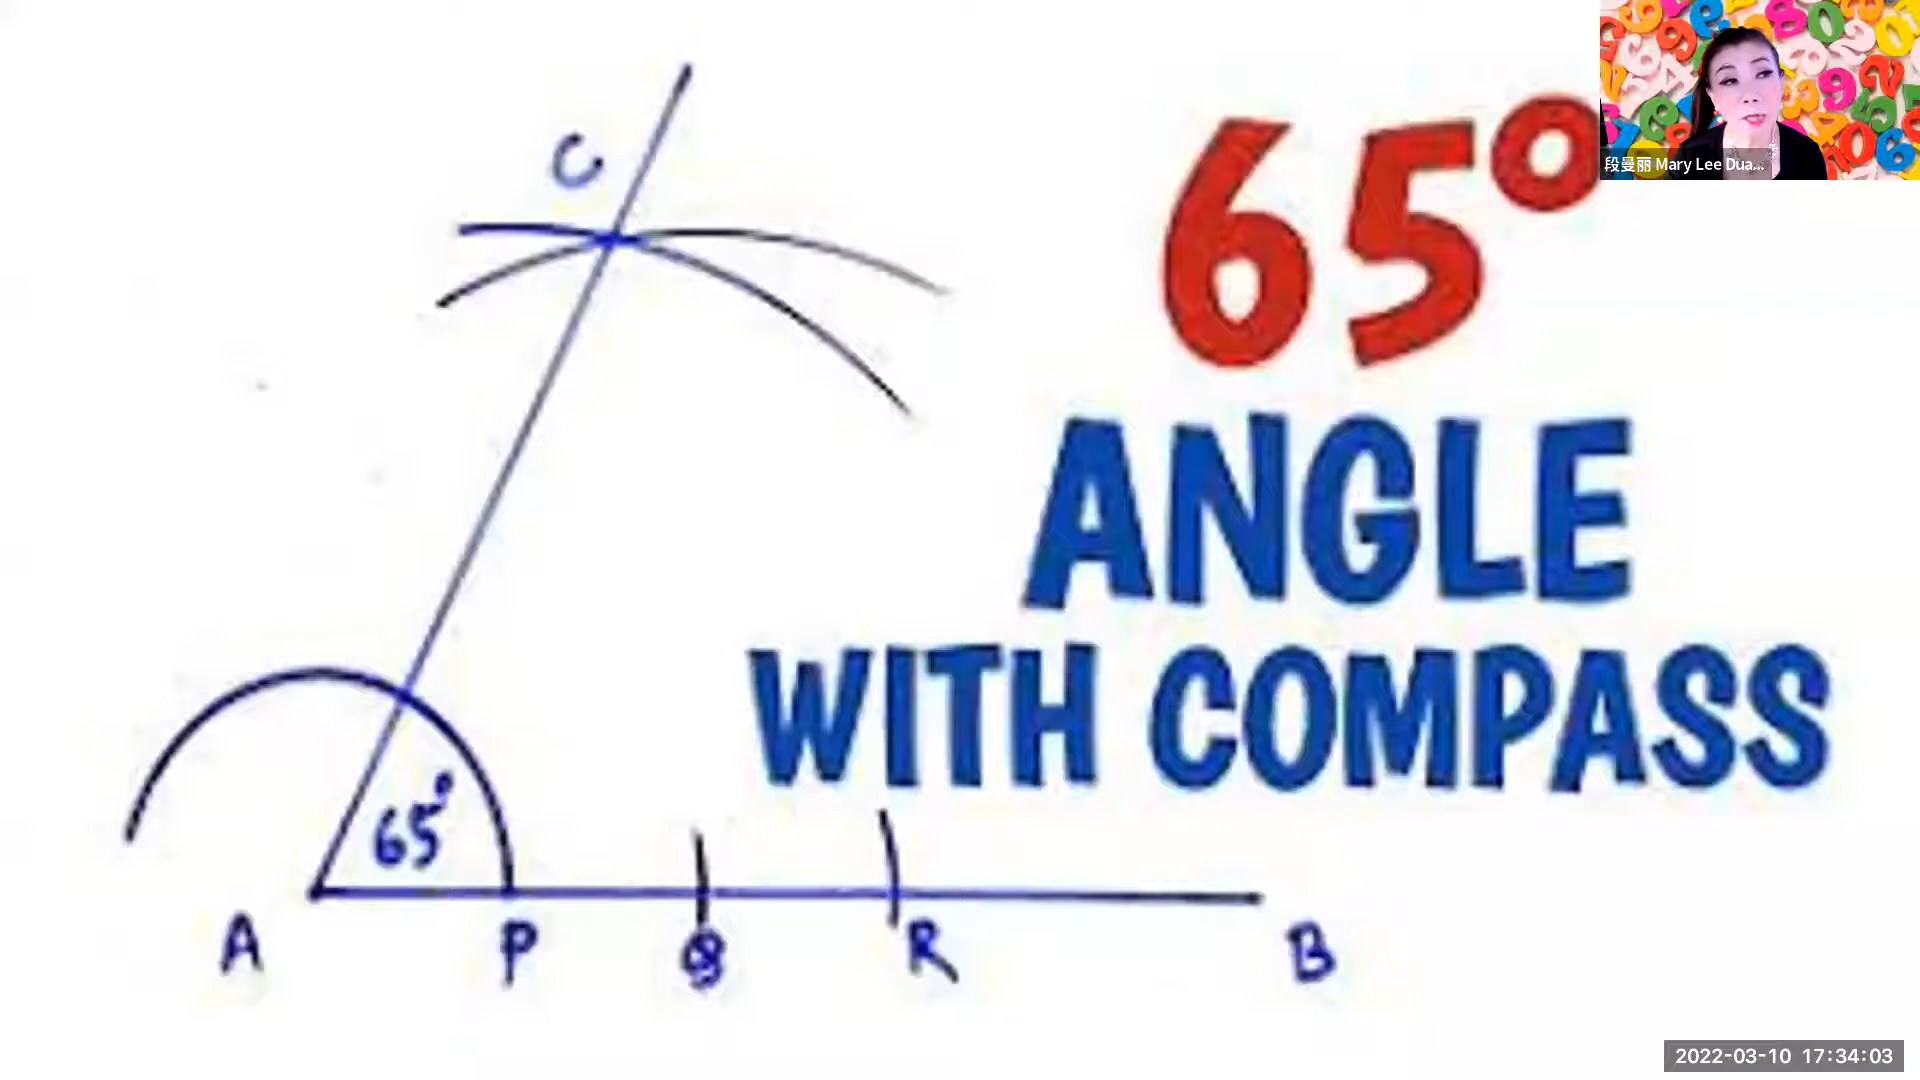 段曼丽 Mary Lee Dua...
C
65°
ANGLE
WITH COMPASS
65°
A P Q R B
2022-03-10 17:34:03